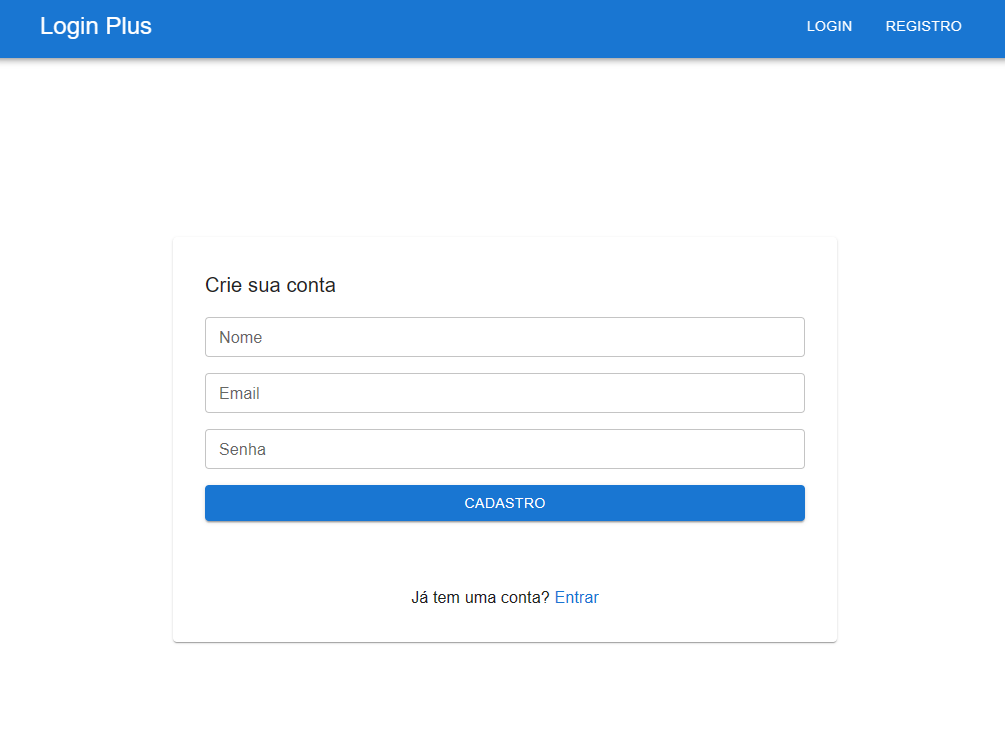 Login Plus
LOGIN
REGISTRO
Crie sua conta
Nome
Email
Senha
CADASTRO
Já tem uma conta? Entrar